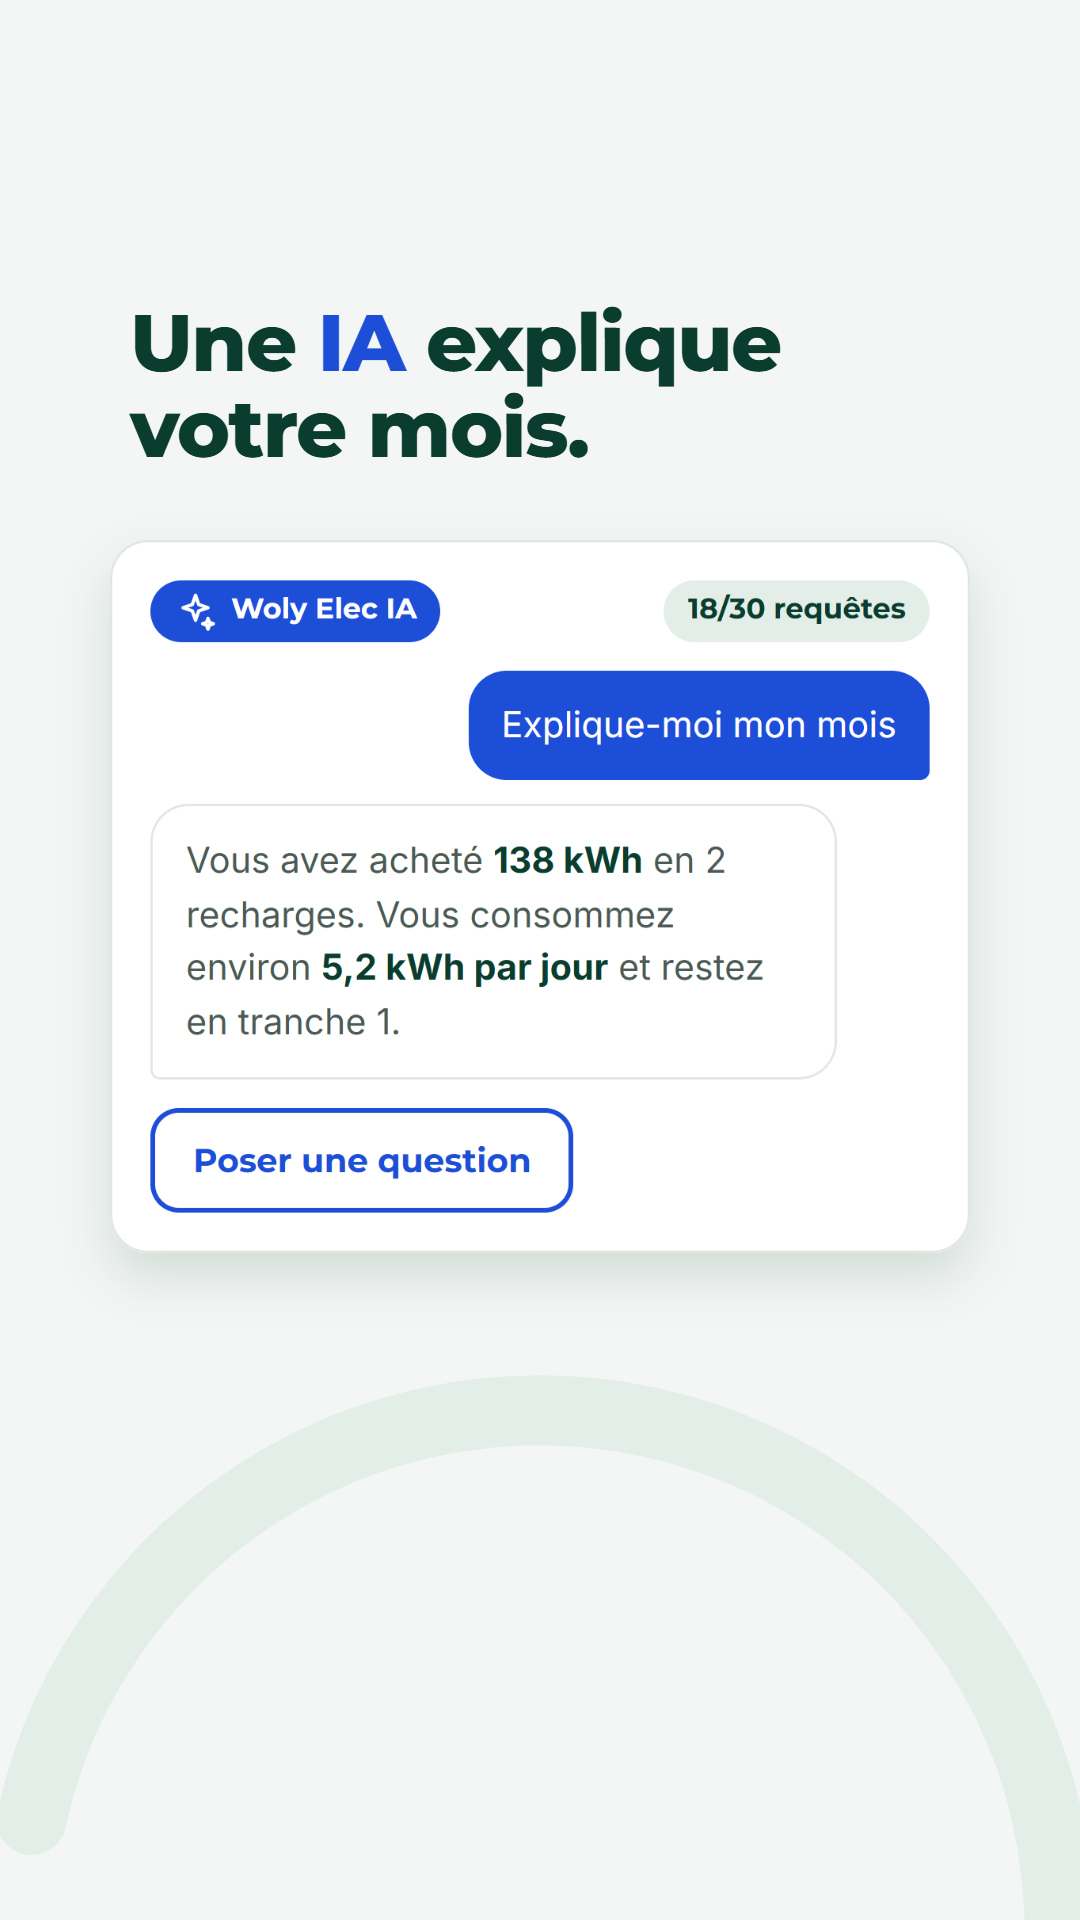 Une IA explique
votre mois.
Woly Elec IA
18/30 requêtes
Explique-moi mon mois
Vous avez acheté 138 kWh en 2
recharges. Vous consommez
environ 5,2 kWh par jour et restez
en tranche 1.
Poser une question